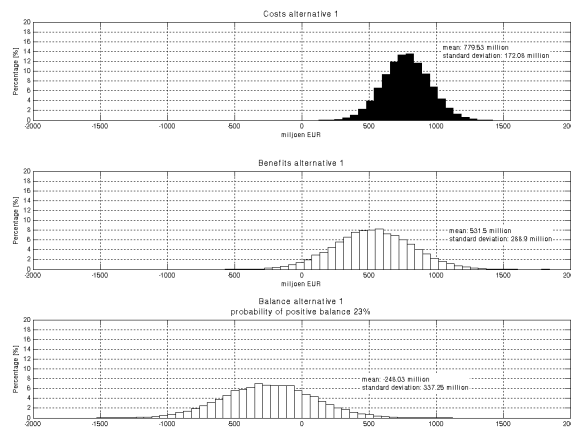 Costs alternative 1
20
18
16
14
12
10
8
6
4
2
0
Percentage [%]
mean: 779.53 million
standard deviation: 172.08 million
-2000 -1500 -1000 -500 0 500 1000 1500 20
miljoen EUR
Benefits alternative 1
20
18
16
14
12
10
8
6
4
2
0
Percentage [%]
mean: 531.5 million
standard deviation: 288.9 million
-2000 -1500 -1000 -500 0 500 1000 1500 20
miljoen EUR
Balance alternative 1
probability of positive balance 23%
20
18
16
14
12
10
8
6
4
2
0
Percentage [%]
mean: -248.03 million
standard deviation: 337.25 million
-2000 -1500 -1000 -500 0 500 1000 1500 20